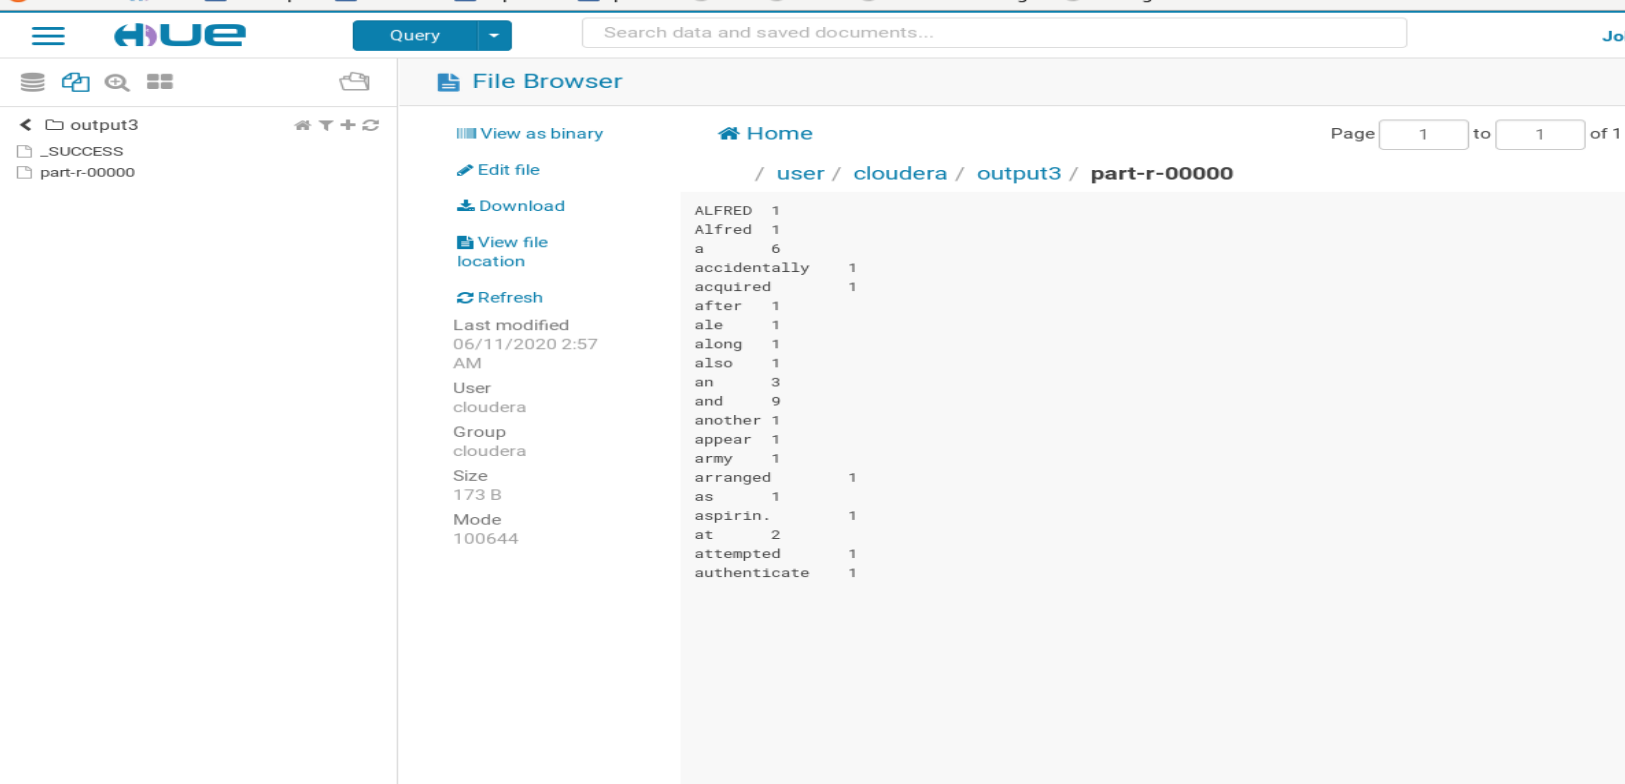 HUE
Query
Search data and saved documents...
File Browser
output3
_SUCCESS
part-r-00000
View as binary
Edit file
Download
View file
location
Refresh
Last modified
06/11/2020 2:57
AM
User
cloudera
Group
cloudera
Size
173 B
Mode
100644
Home
Page 1 to 1 of 1
/ user / cloudera / output3 / part-r-00000
ALFRED 1
Alfred 1
a 6
accidentally 1
acquired 1
after 1
ale 1
along 1
also 1
an 3
and 9
another 1
appear 1
army 1
arranged 1
as 1
aspirin. 1
at 2
attempted 1
authenticate 1